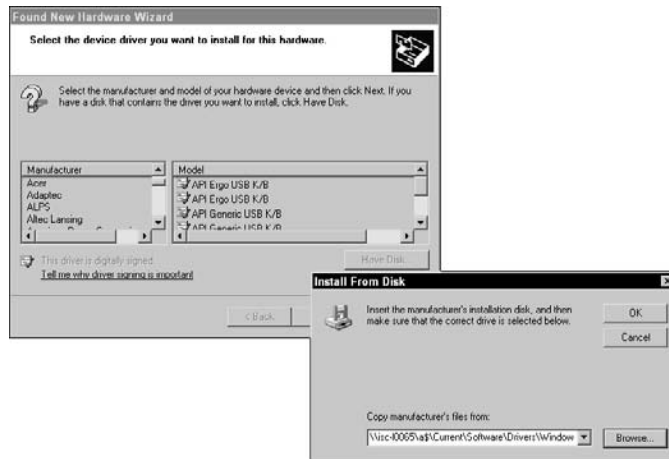 Found New Hardware Wizard
Select the device driver you want to install for this hardware.
Select the manufacturer and model of your hardware device and then click Next. If you
have a disk that contains the driver you want to install, click Have Disk.
Manufacturer
Model
Acer
Adaptec
ALPS
Altec Lansing
API Ergo USB K/B
API Ergo USB K/B
API Generic USB K/B
API Generic USB K/B
This driver is digitally signed.
Tell me why driver signing is important
Have Disk...
< Back
Install From Disk
Insert the manufacturer's installation disk, and then
make sure that the correct drive is selected below.
OK
Cancel
Copy manufacturer's files from:
\\isc-l0065\a$\Current\Software\Drivers\Window
Browse...